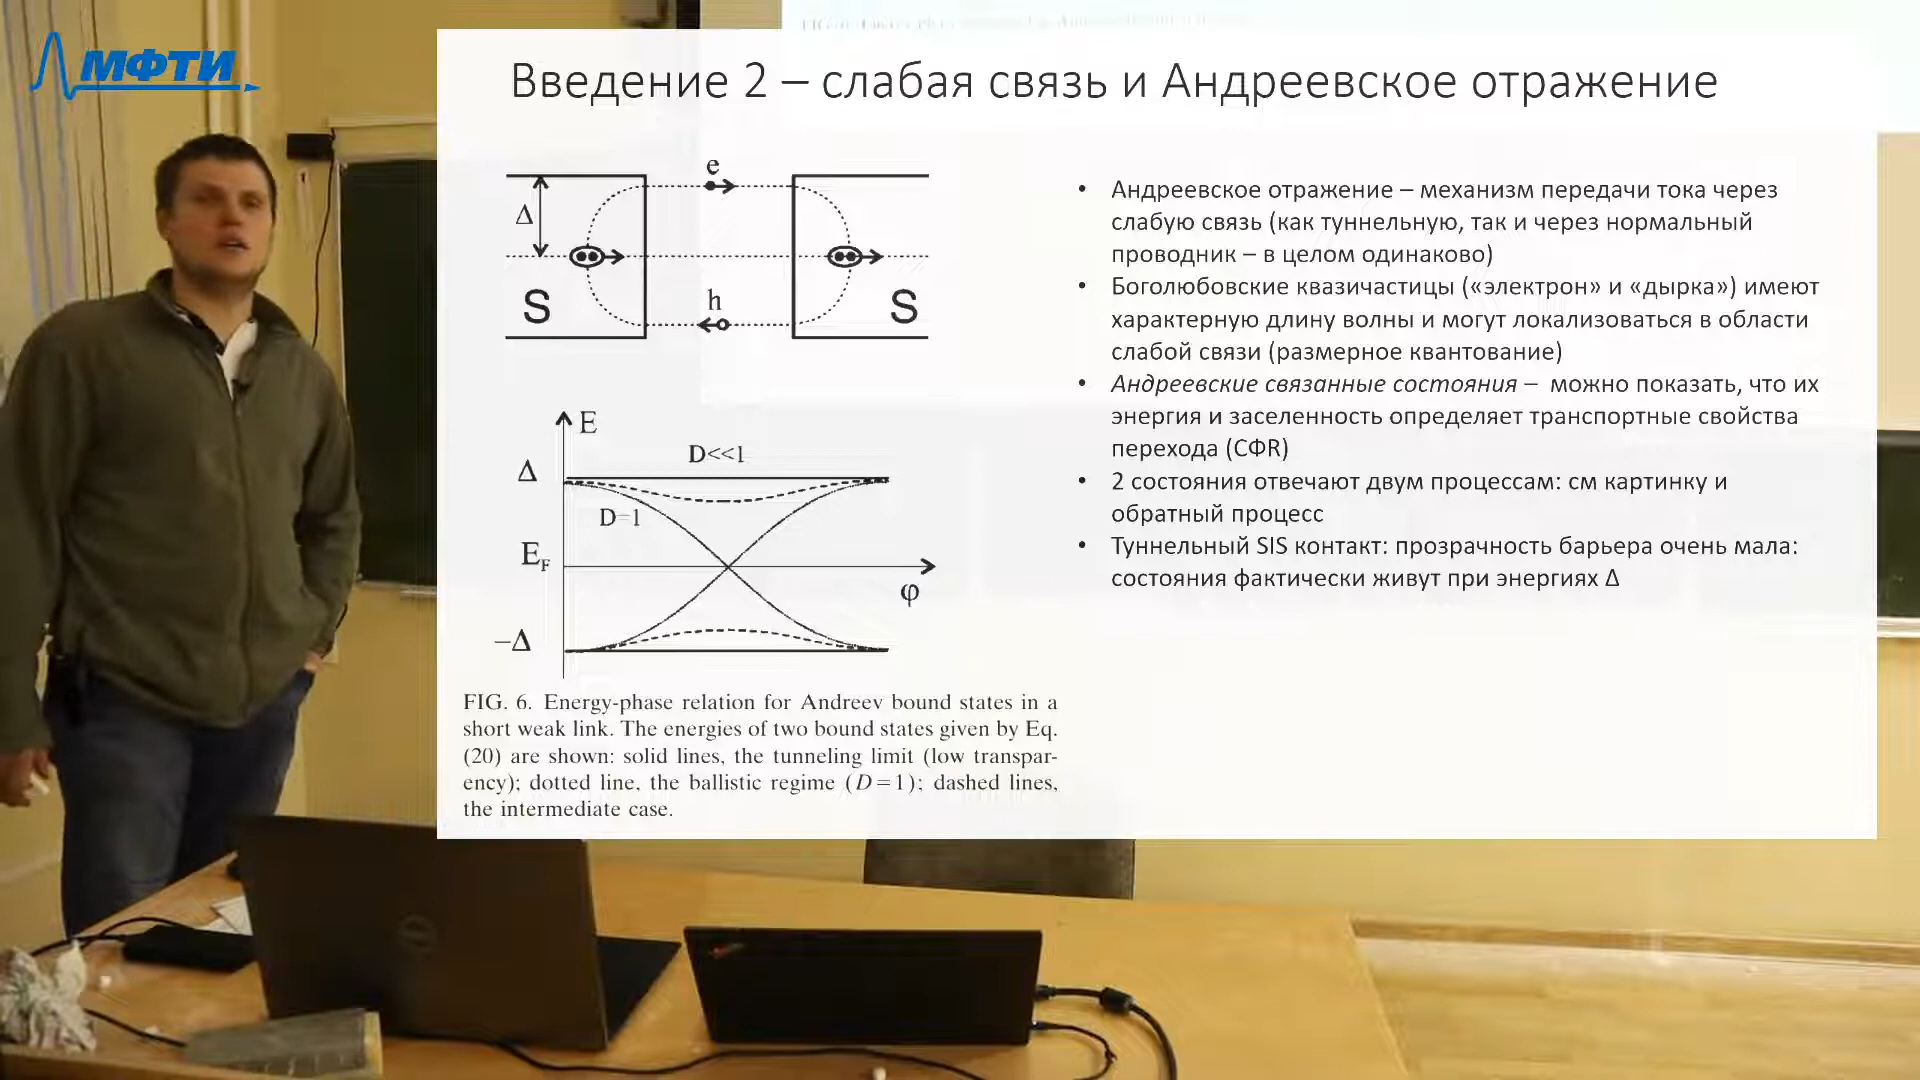 МФТИ
Введение 2 – слабая связь и Андреевское отражение
e
Δ
S
h
S
E
D<<1
Δ
D=1
E_F
φ
–Δ
FIG. 6. Energy-phase relation for Andreev bound states in a
short weak link. The energies of two bound states given by Eq.
(20) are shown: solid lines, the tunneling limit (low transpar-
ency); dotted line, the ballistic regime (D=1); dashed lines,
the intermediate case.
• Андреевское отражение – механизм передачи тока через
слабую связь (как туннельную, так и через нормальный
проводник – в целом одинаково)
• Боголюбовские квазичастицы («электрон» и «дырка») имеют
характерную длину волны и могут локализоваться в области
слабой связи (размерное квантование)
• Андреевские связанные состояния – можно показать, что их
энергия и заселенность определяет транспортные свойства
перехода (CФR)
• 2 состояния отвечают двум процессам: см картинку и
обратный процесс
• Туннельный SIS контакт: прозрачность барьера очень мала:
состояния фактически живут при энергиях Δ